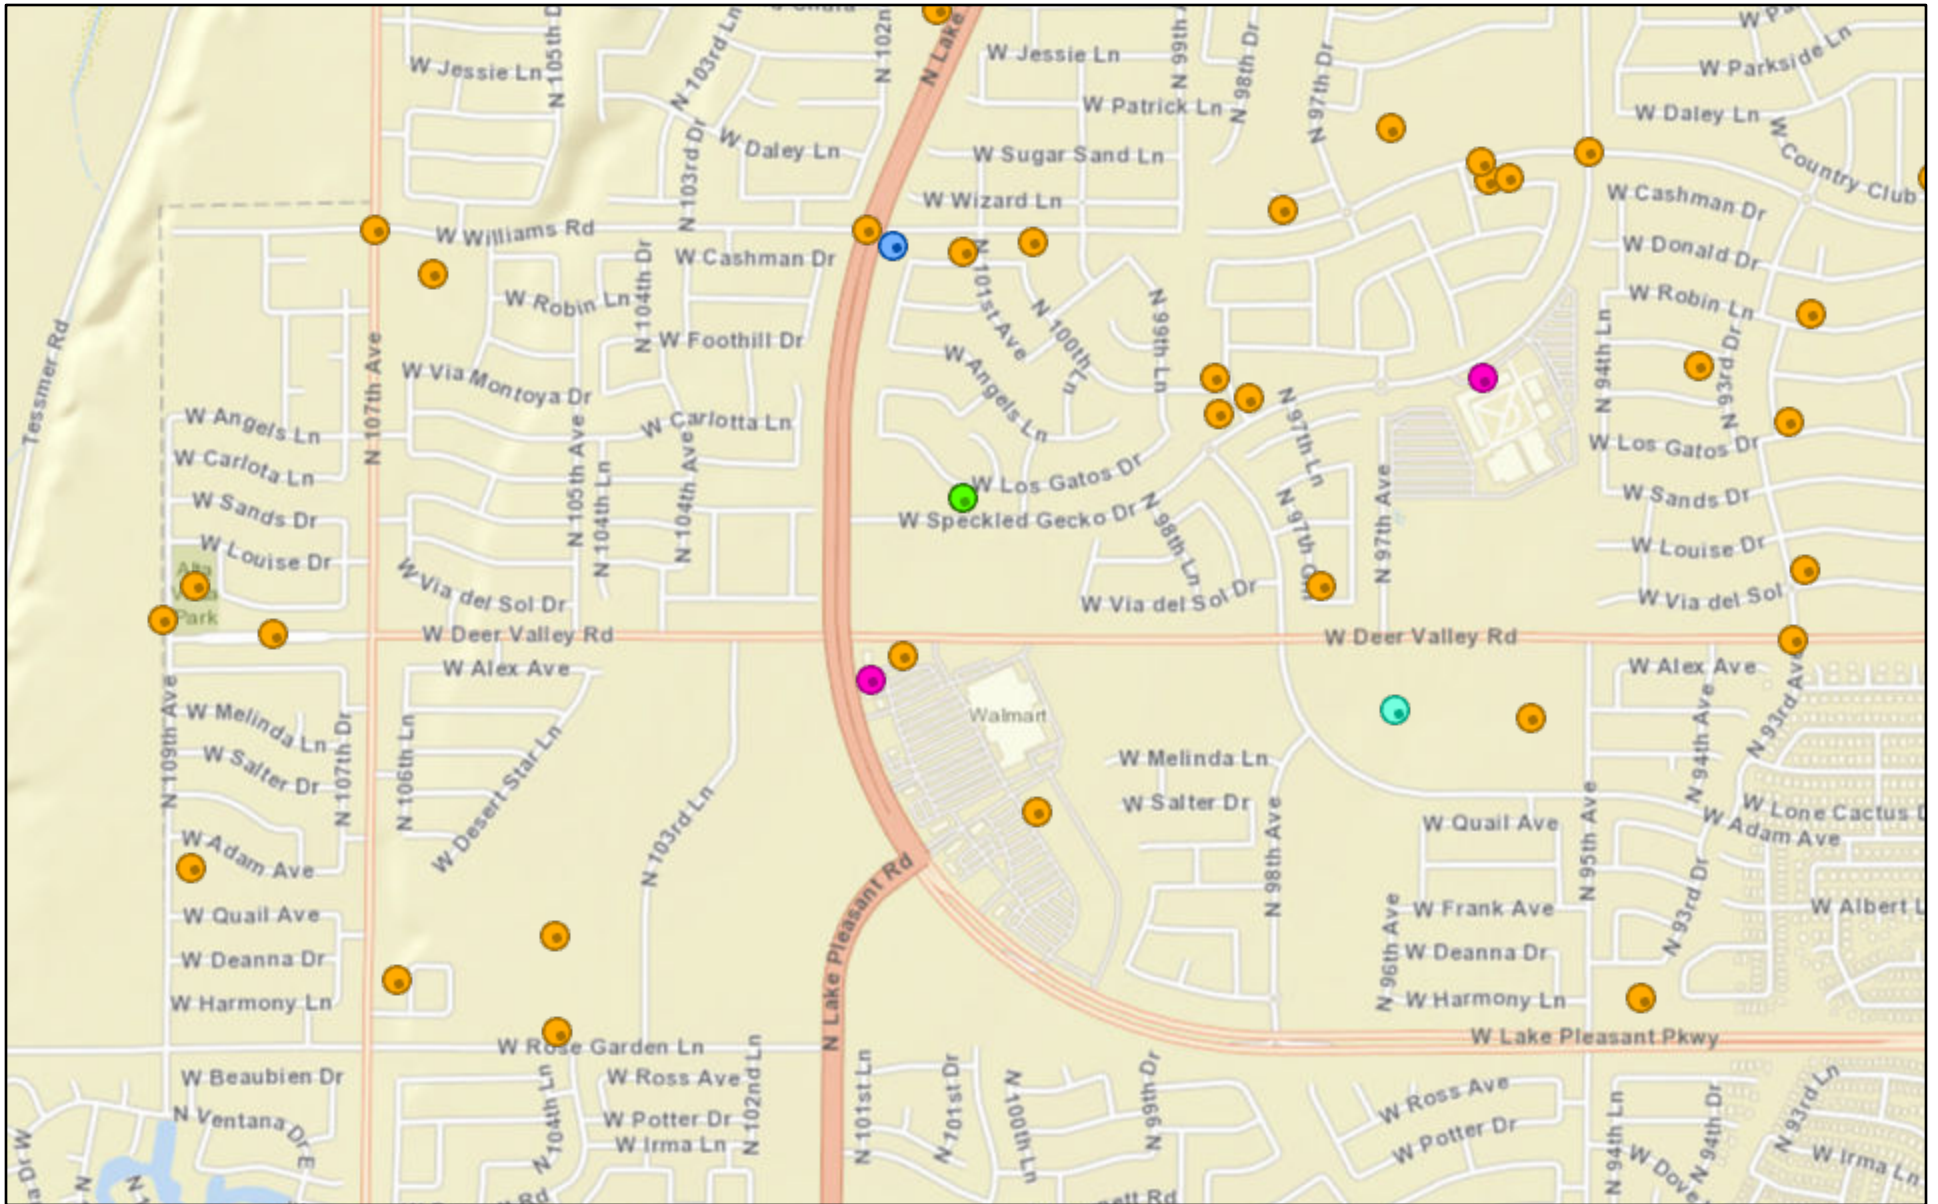 N 105th D
N 103rd Ln
N 102n
N Lake
W Jessie Ln
N 99th
N 98th Dr
N 97th Dr
W Pa
W Parkside Ln
W Jessie Ln
W Patrick Ln
W Daley Ln
N 103rd Dr
W Daley Ln
W Sugar Sand Ln
W Country Club
W Wizard Ln
W Cashman Dr
W Williams Rd
N 104th Dr
W Cashman Dr
N 101st Ave
W Donald Dr
W Robin Ln
N 100th Ln
N 99th Ln
W Robin Ln
Tessmer Rd
N 107th Ave
W Foothill Dr
W Angels Ln
N 94th Ln
N 93rd Dr
W Via Montoya Dr
W Angels Ln
W Carlotta Ln
N 97th Ln
W Los Gatos Dr
W Carlota Ln
N 105th Ave
N 104th Ln
N 104th Ave
W Los Gatos Dr
N 97th Ave
W Sands Dr
W Sands Dr
W Speckled Gecko Dr
N 98th Ln
N 97th
W Louise Dr
W Louise Dr
Alta
Park
W Via del Sol Dr
W Via del Sol Dr
W Via del Sol
W Deer Valley Rd
W Deer Valley Rd
W Alex Ave
W Alex Ave
N 109th Ave
W Melinda Ln
N 107th Dr
N 106th Ln
W Desert Star Ln
Walmart
N 94th Ave
N 93rd Ave
W Salter Dr
W Melinda Ln
W Salter Dr
N 98th Ave
N 95th Ave
W Lone Cactus D
W Adam Ave
W Quail Ave
N 103rd Ln
W Adam Ave
N Lake Pleasant Rd
N 93rd Dr
W Quail Ave
N 96th Ave
W Frank Ave
W Albert L
W Deanna Dr
W Deanna Dr
W Harmony Ln
W Harmony Ln
W Lake Pleasant Pkwy
W Rose Garden Ln
W Beaubien Dr
W Ross Ave
N 102nd Ln
N 101st Ln
N 101st Dr
N 100th Ln
N 99th Dr
W Ross Ave
N 94th Ln
N 94th Dr
N 93rd Ln
N Ventana Dr E
N 104th Ln
W Potter Dr
W Potter Dr
W Irma Ln
W Dove
W Irma Ln
a Dr W
N
N 1
Rd
nett Rd